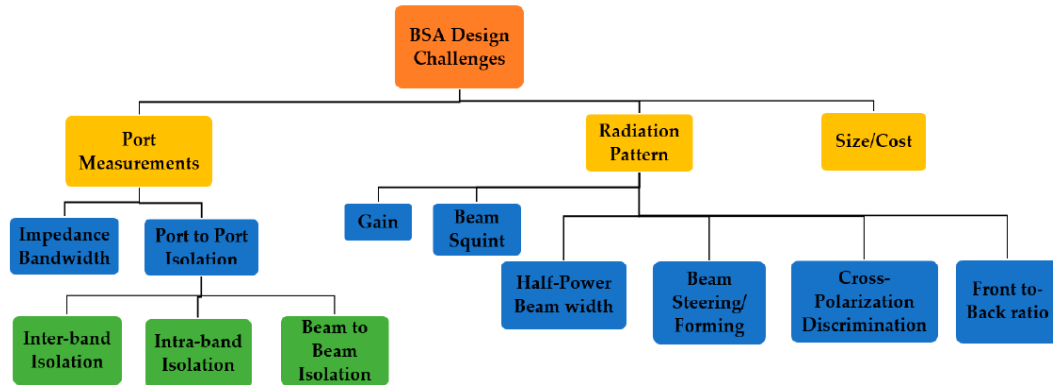 BSA Design
Challenges
Port
Measurements
Radiation
Pattern
Size/Cost
Impedance
Bandwidth
Port to Port
Isolation
Gain
Beam
Squint
Half-Power
Beam width
Beam
Steering/
Forming
Cross-
Polarization
Discrimination
Front to-
Back ratio
Inter-band
Isolation
Intra-band
Isolation
Beam to
Beam
Isolation